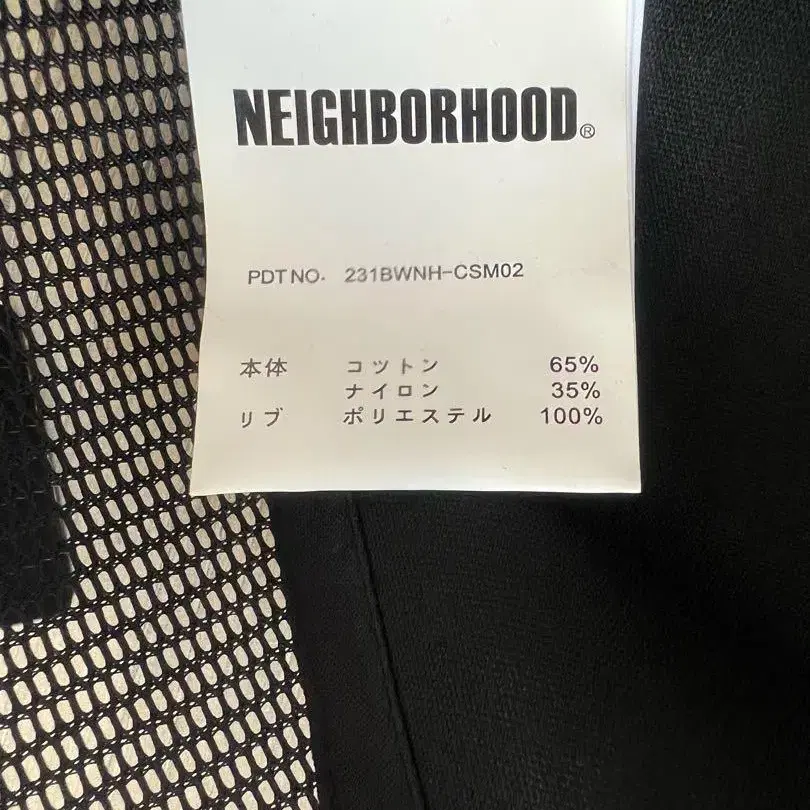 NEIGHBORHOOD®
PDT NO. 231BWNH-CSM02
本体 コットン 65%
ナイロン 35%
リブ ポリエステル 100%